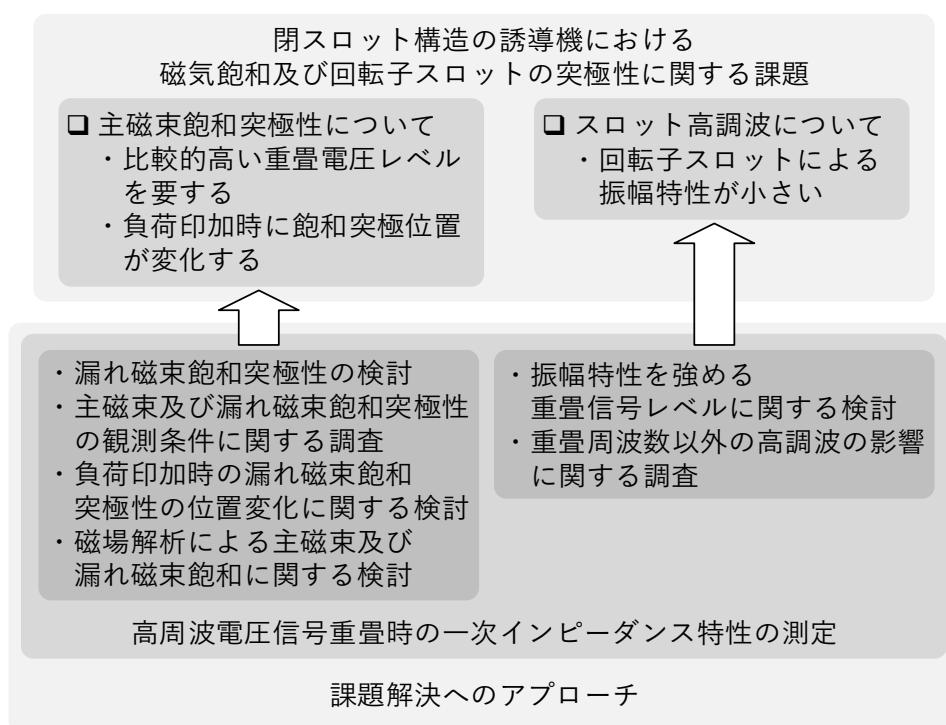 閉スロット構造の誘導機における
磁気飽和及び回転子スロットの突極性に関する課題
❑ 主磁束飽和突極性について
・比較的高い重畳電圧レベル
を要する
・負荷印加時に飽和突極位置
が変化する
❑ スロット高調波について
・回転子スロットによる
振幅特性が小さい
・漏れ磁束飽和突極性の検討
・主磁束及び漏れ磁束飽和突極性
の観測条件に関する調査
・負荷印加時の漏れ磁束飽和
突極性の位置変化に関する検討
・磁場解析による主磁束及び
漏れ磁束飽和に関する検討
・振幅特性を強める
重畳信号レベルに関する検討
・重畳周波数以外の高調波の影響
に関する調査
高周波電圧信号重畳時の一次インピーダンス特性の測定
課題解決へのアプローチ